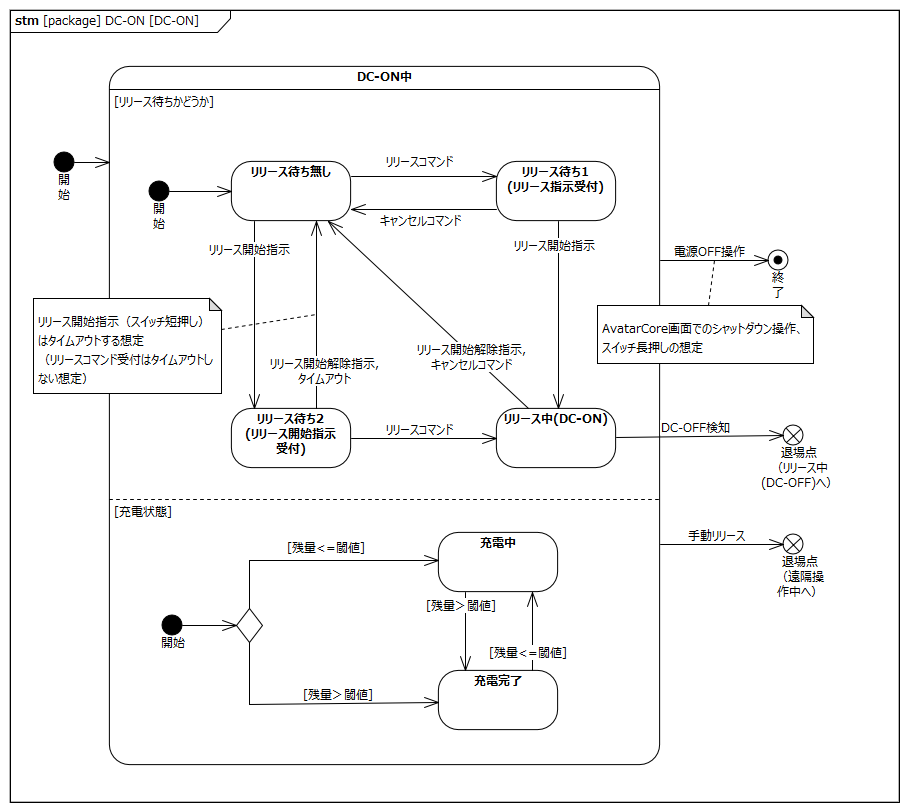 stm [package] DC-ON [DC-ON]
DC-ON中
[リリース待ちかどうか]
開
始
開
始
リリース待ち無し
リリースコマンド
リリース待ち1
(リリース指示受付)
キャンセルコマンド
リリース開始指示
リリース開始指示
電源OFF操作
終
了
リリース開始指示（スイッチ短押し）
はタイムアウトする想定
（リリースコマンド受付はタイムアウトし
ない想定）
AvatarCore画面でのシャットダウン操作、
スイッチ長押しの想定
リリース開始解除指示,
タイムアウト
リリース開始解除指示,
キャンセルコマンド
リリース待ち2
(リリース開始指示
受付)
リリースコマンド
リリース中(DC-ON)
DC-OFF検知
退場点
（リリース中
(DC-OFF)へ）
[充電状態]
手動リリース
退場点
（遠隔操
作中へ）
[残量<=閾値]
充電中
[残量＞閾値]
開始
[残量<=閾値]
[残量＞閾値]
充電完了